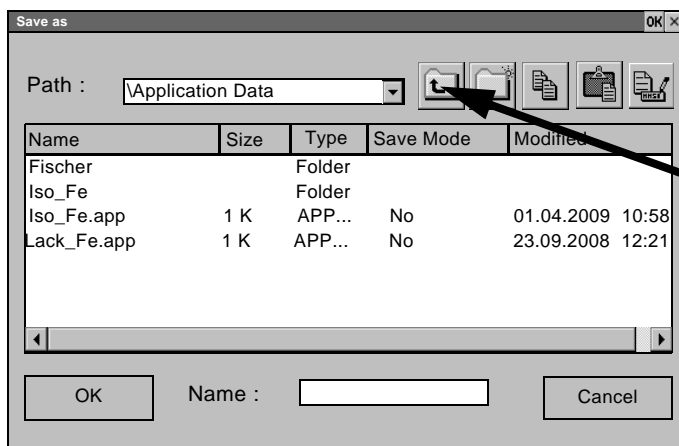 Save as OK ×
Path : \Application Data
Name Size Type Save Mode Modified
Fischer Folder
Iso_Fe Folder
Iso_Fe.app 1 K APP... No 01.04.2009 10:58
Lack_Fe.app 1 K APP... No 23.09.2008 12:21
OK Name : Cancel